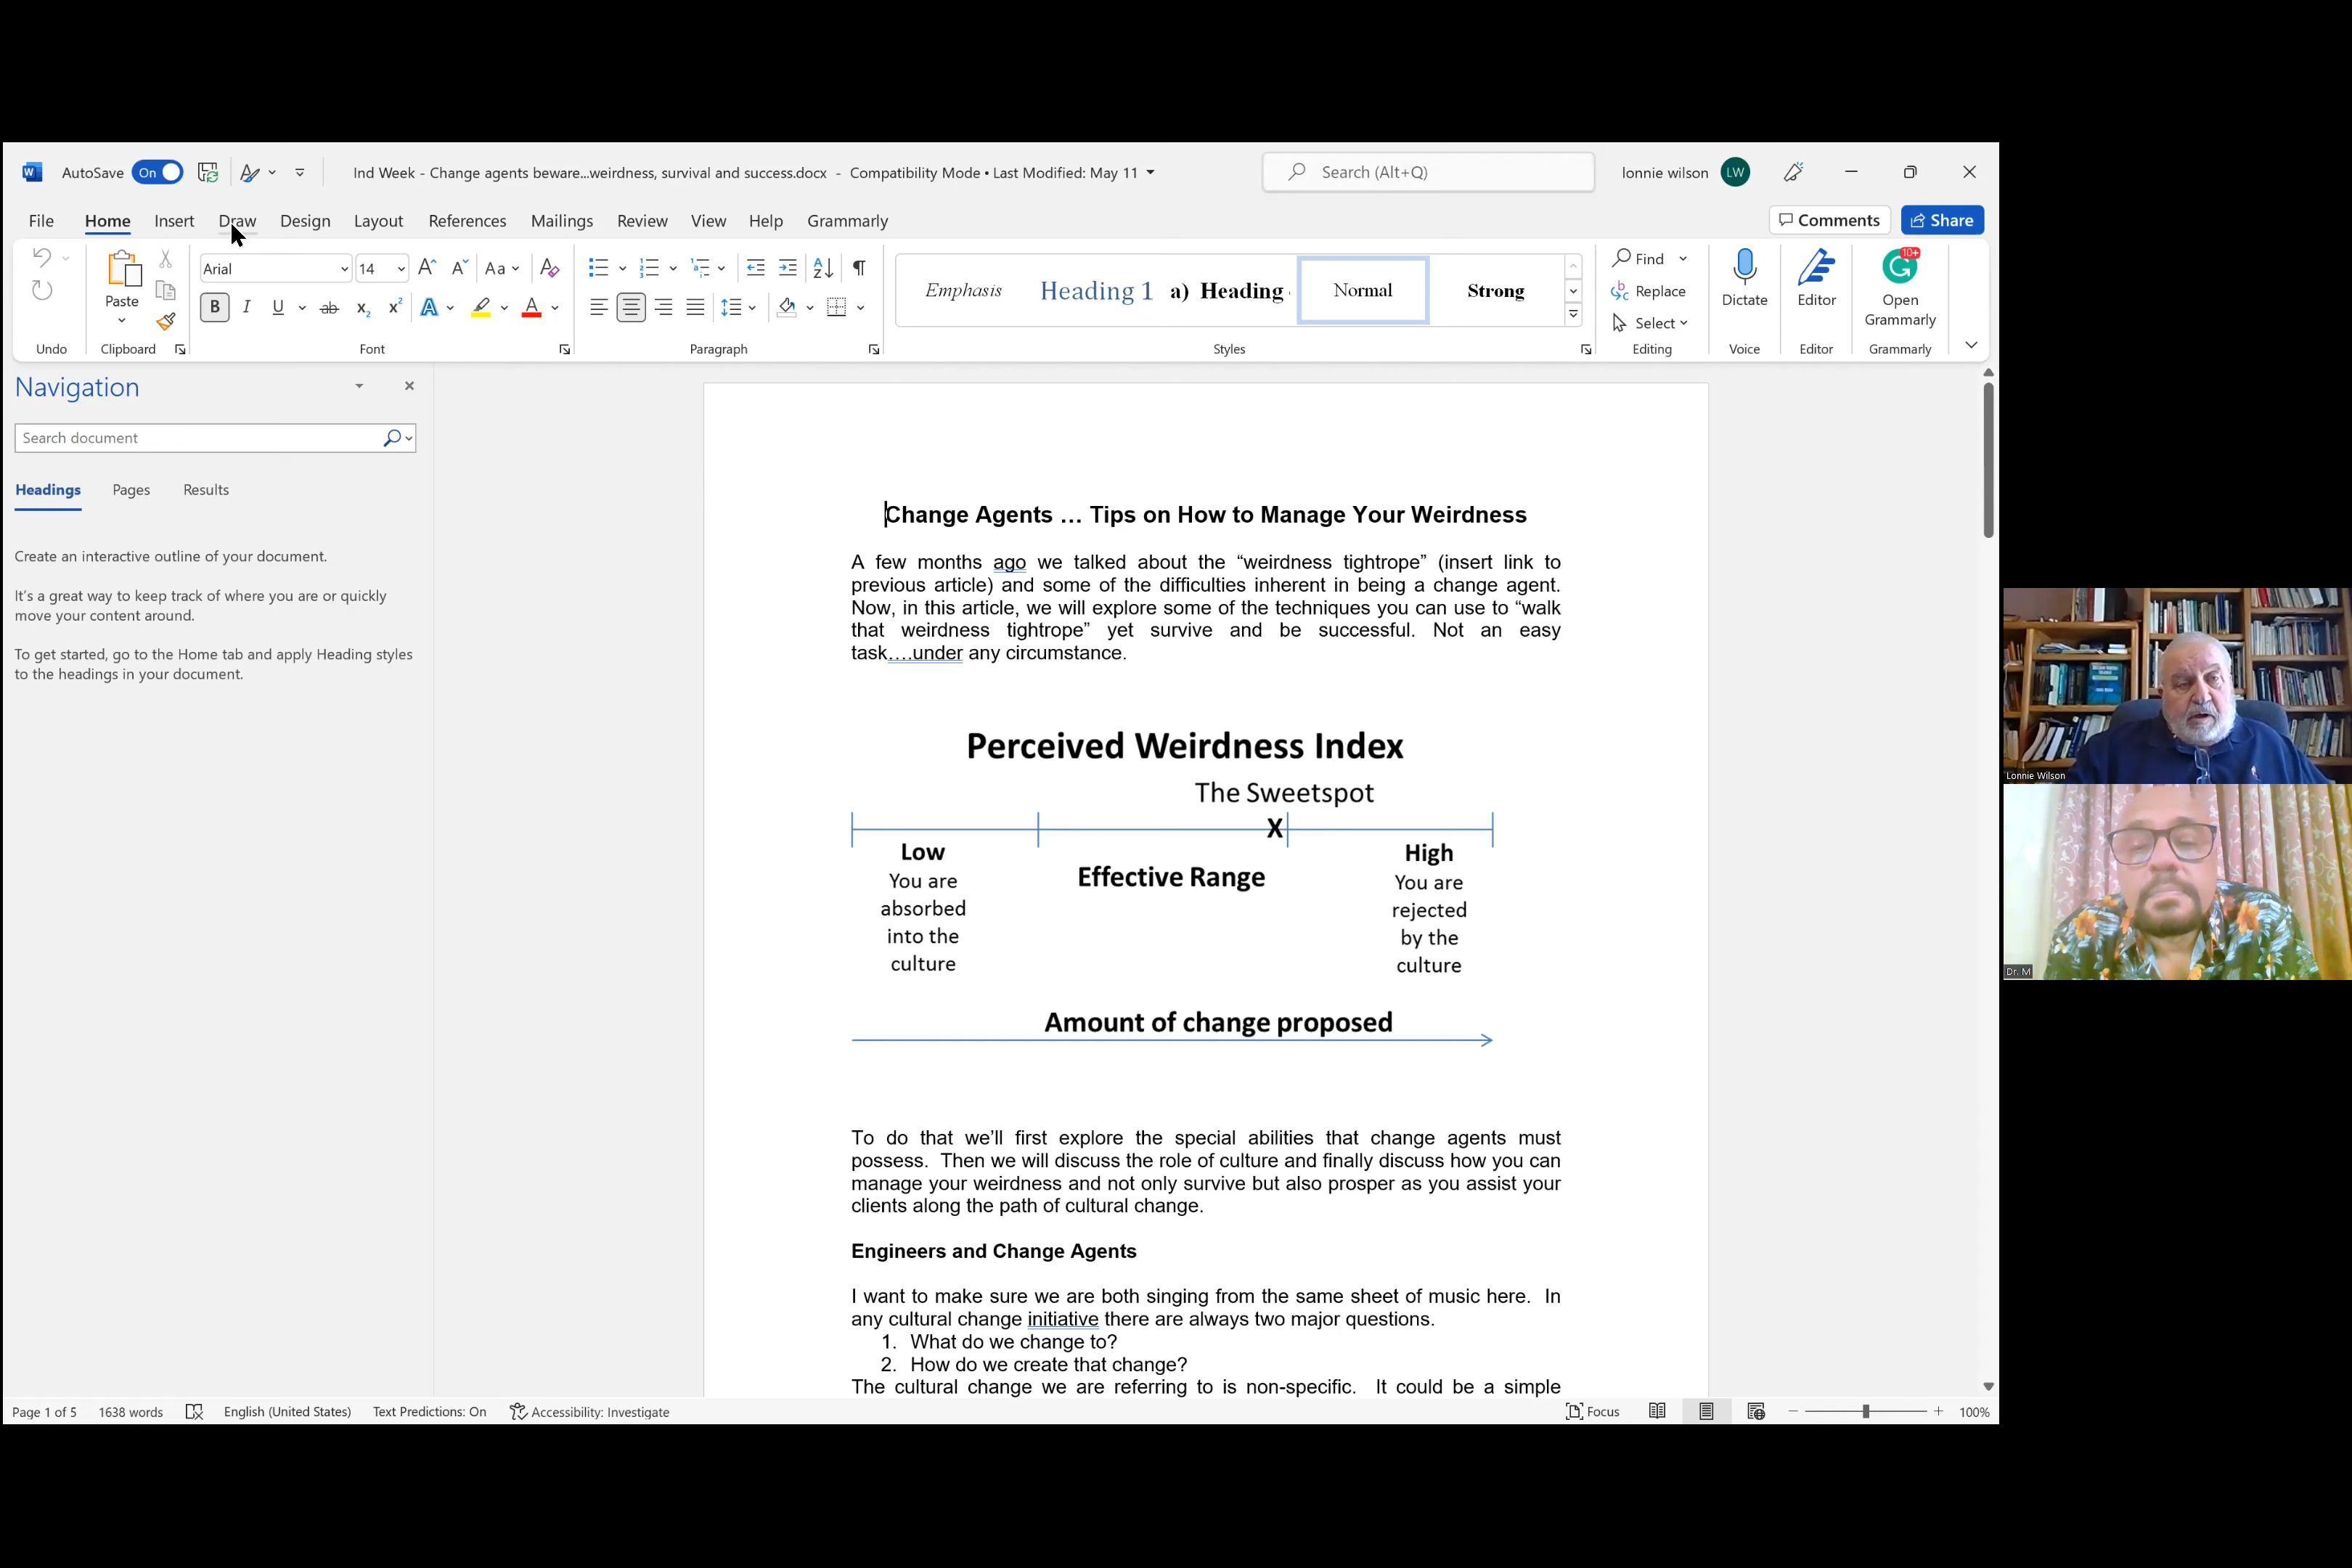 AutoSave On Ind Week - Change agents beware...weirdness, survival and success.docx - Compatibility Mode • Last Modified: May 11 Search (Alt+Q) lonnie wilson LW
File Home Insert Draw Design Layout References Mailings Review View Help Grammarly Comments Share
Paste
Arial 14
Aa
Emphasis Heading 1 a) Heading Normal Strong
Find
Replace
Select
Dictate
Editor
Open
Grammarly
10+
Undo Clipboard Font Paragraph Styles Editing Voice Editor Grammarly
Navigation
Search document
Headings Pages Results
Create an interactive outline of your document.
It's a great way to keep track of where you are or quickly
move your content around.
To get started, go to the Home tab and apply Heading styles
to the headings in your document.
Change Agents … Tips on How to Manage Your Weirdness
A few months ago we talked about the “weirdness tightrope” (insert link to
previous article) and some of the difficulties inherent in being a change agent.
Now, in this article, we will explore some of the techniques you can use to “walk
that weirdness tightrope” yet survive and be successful. Not an easy
task….under any circumstance.
Perceived Weirdness Index
The Sweetspot
X
Low
You are
absorbed
into the
culture
Effective Range
High
You are
rejected
by the
culture
Amount of change proposed
To do that we’ll first explore the special abilities that change agents must
possess. Then we will discuss the role of culture and finally discuss how you can
manage your weirdness and not only survive but also prosper as you assist your
clients along the path of cultural change.
Engineers and Change Agents
I want to make sure we are both singing from the same sheet of music here. In
any cultural change initiative there are always two major questions.
1. What do we change to?
2. How do we create that change?
The cultural change we are referring to is non-specific. It could be a simple
Page 1 of 5 1638 words English (United States) Text Predictions: On Accessibility: Investigate Focus 100%
Lonnie Wilson
Dr. M